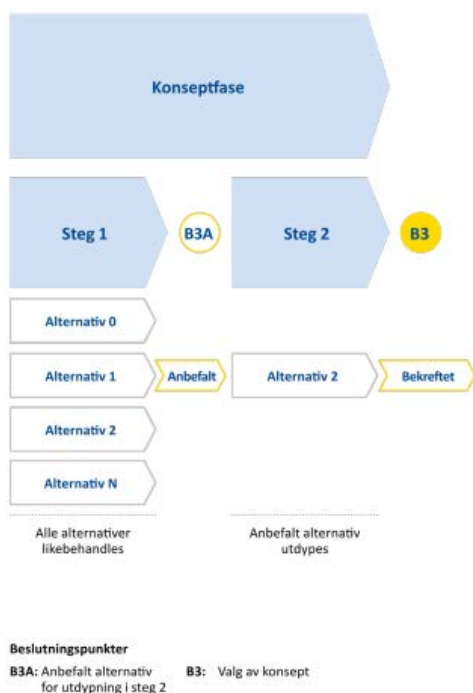 Konseptfase
Steg 1
B3A
Steg 2
B3
Alternativ 0
Alternativ 1
Anbefalt
Alternativ 2
Bekreftet
Alternativ 2
Alternativ N
Alle alternativer
likebehandles
Anbefalt alternativ
utdypes
Beslutningspunkter
B3A: Anbefalt alternativ
for utdypning i steg 2
B3: Valg av konsept